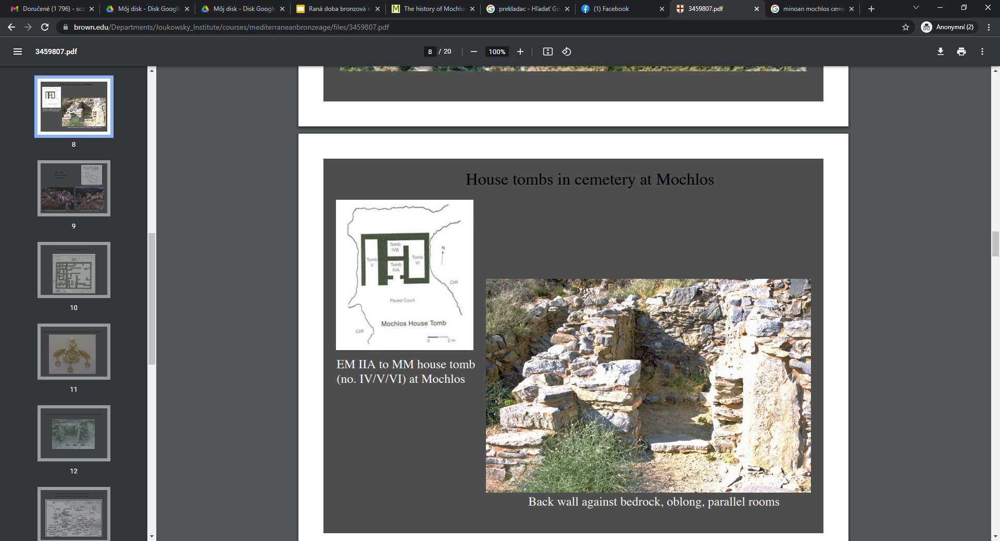 Doručené (1 796) - sca
Môj disk - Disk Google
Môj disk - Disk Google
Raná doba bronzová n
The history of Mochlos
prekladac - Hľadať Go
(1) Facebook
3459807.pdf
minoan mochlos ceme
brown.edu/Departments/Joukowsky_Institute/courses/mediterraneanbronzeage/files/3459807.pdf
Anonymní (2)
3459807.pdf
8 / 20
100%
8
9
10
11
12
House tombs in cemetery at Mochlos
Tomb
IVB
Tomb
V
Tomb
VI
Tomb
IVA
N
Cliff
Paved Court
Mochlos House Tomb
Cliff
0 2 m
EM IIA to MM house tomb
(no. IV/V/VI) at Mochlos
Back wall against bedrock, oblong, parallel rooms